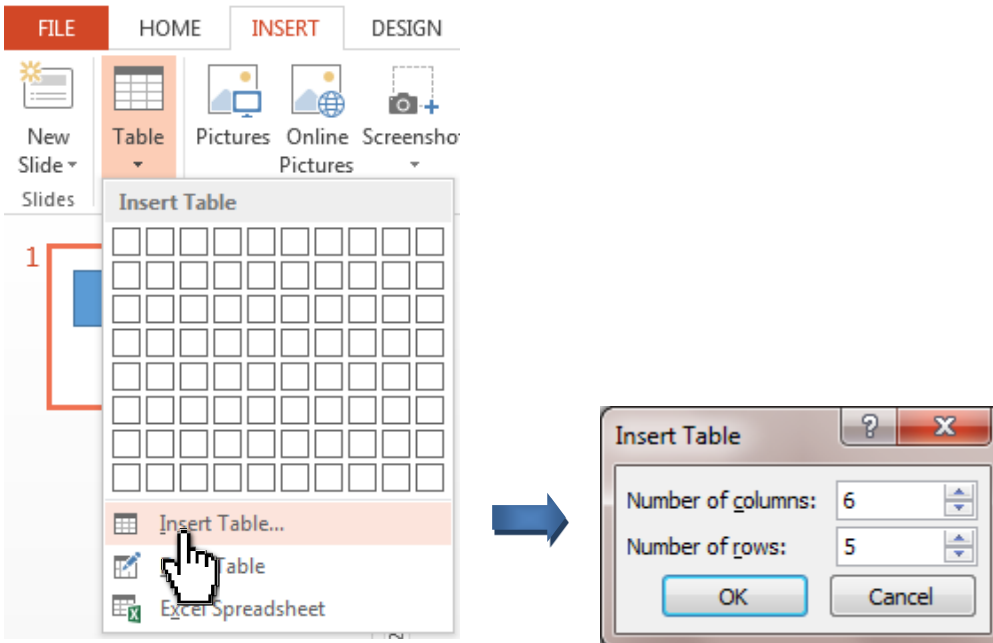 FILE HOME INSERT DESIGN
New Slide
Table
Pictures
Online Pictures
Slides
Insert Table
1
Insert Table...
Table
Excel Spreadsheet
Insert Table
Number of columns: 6
Number of rows: 5
OK Cancel